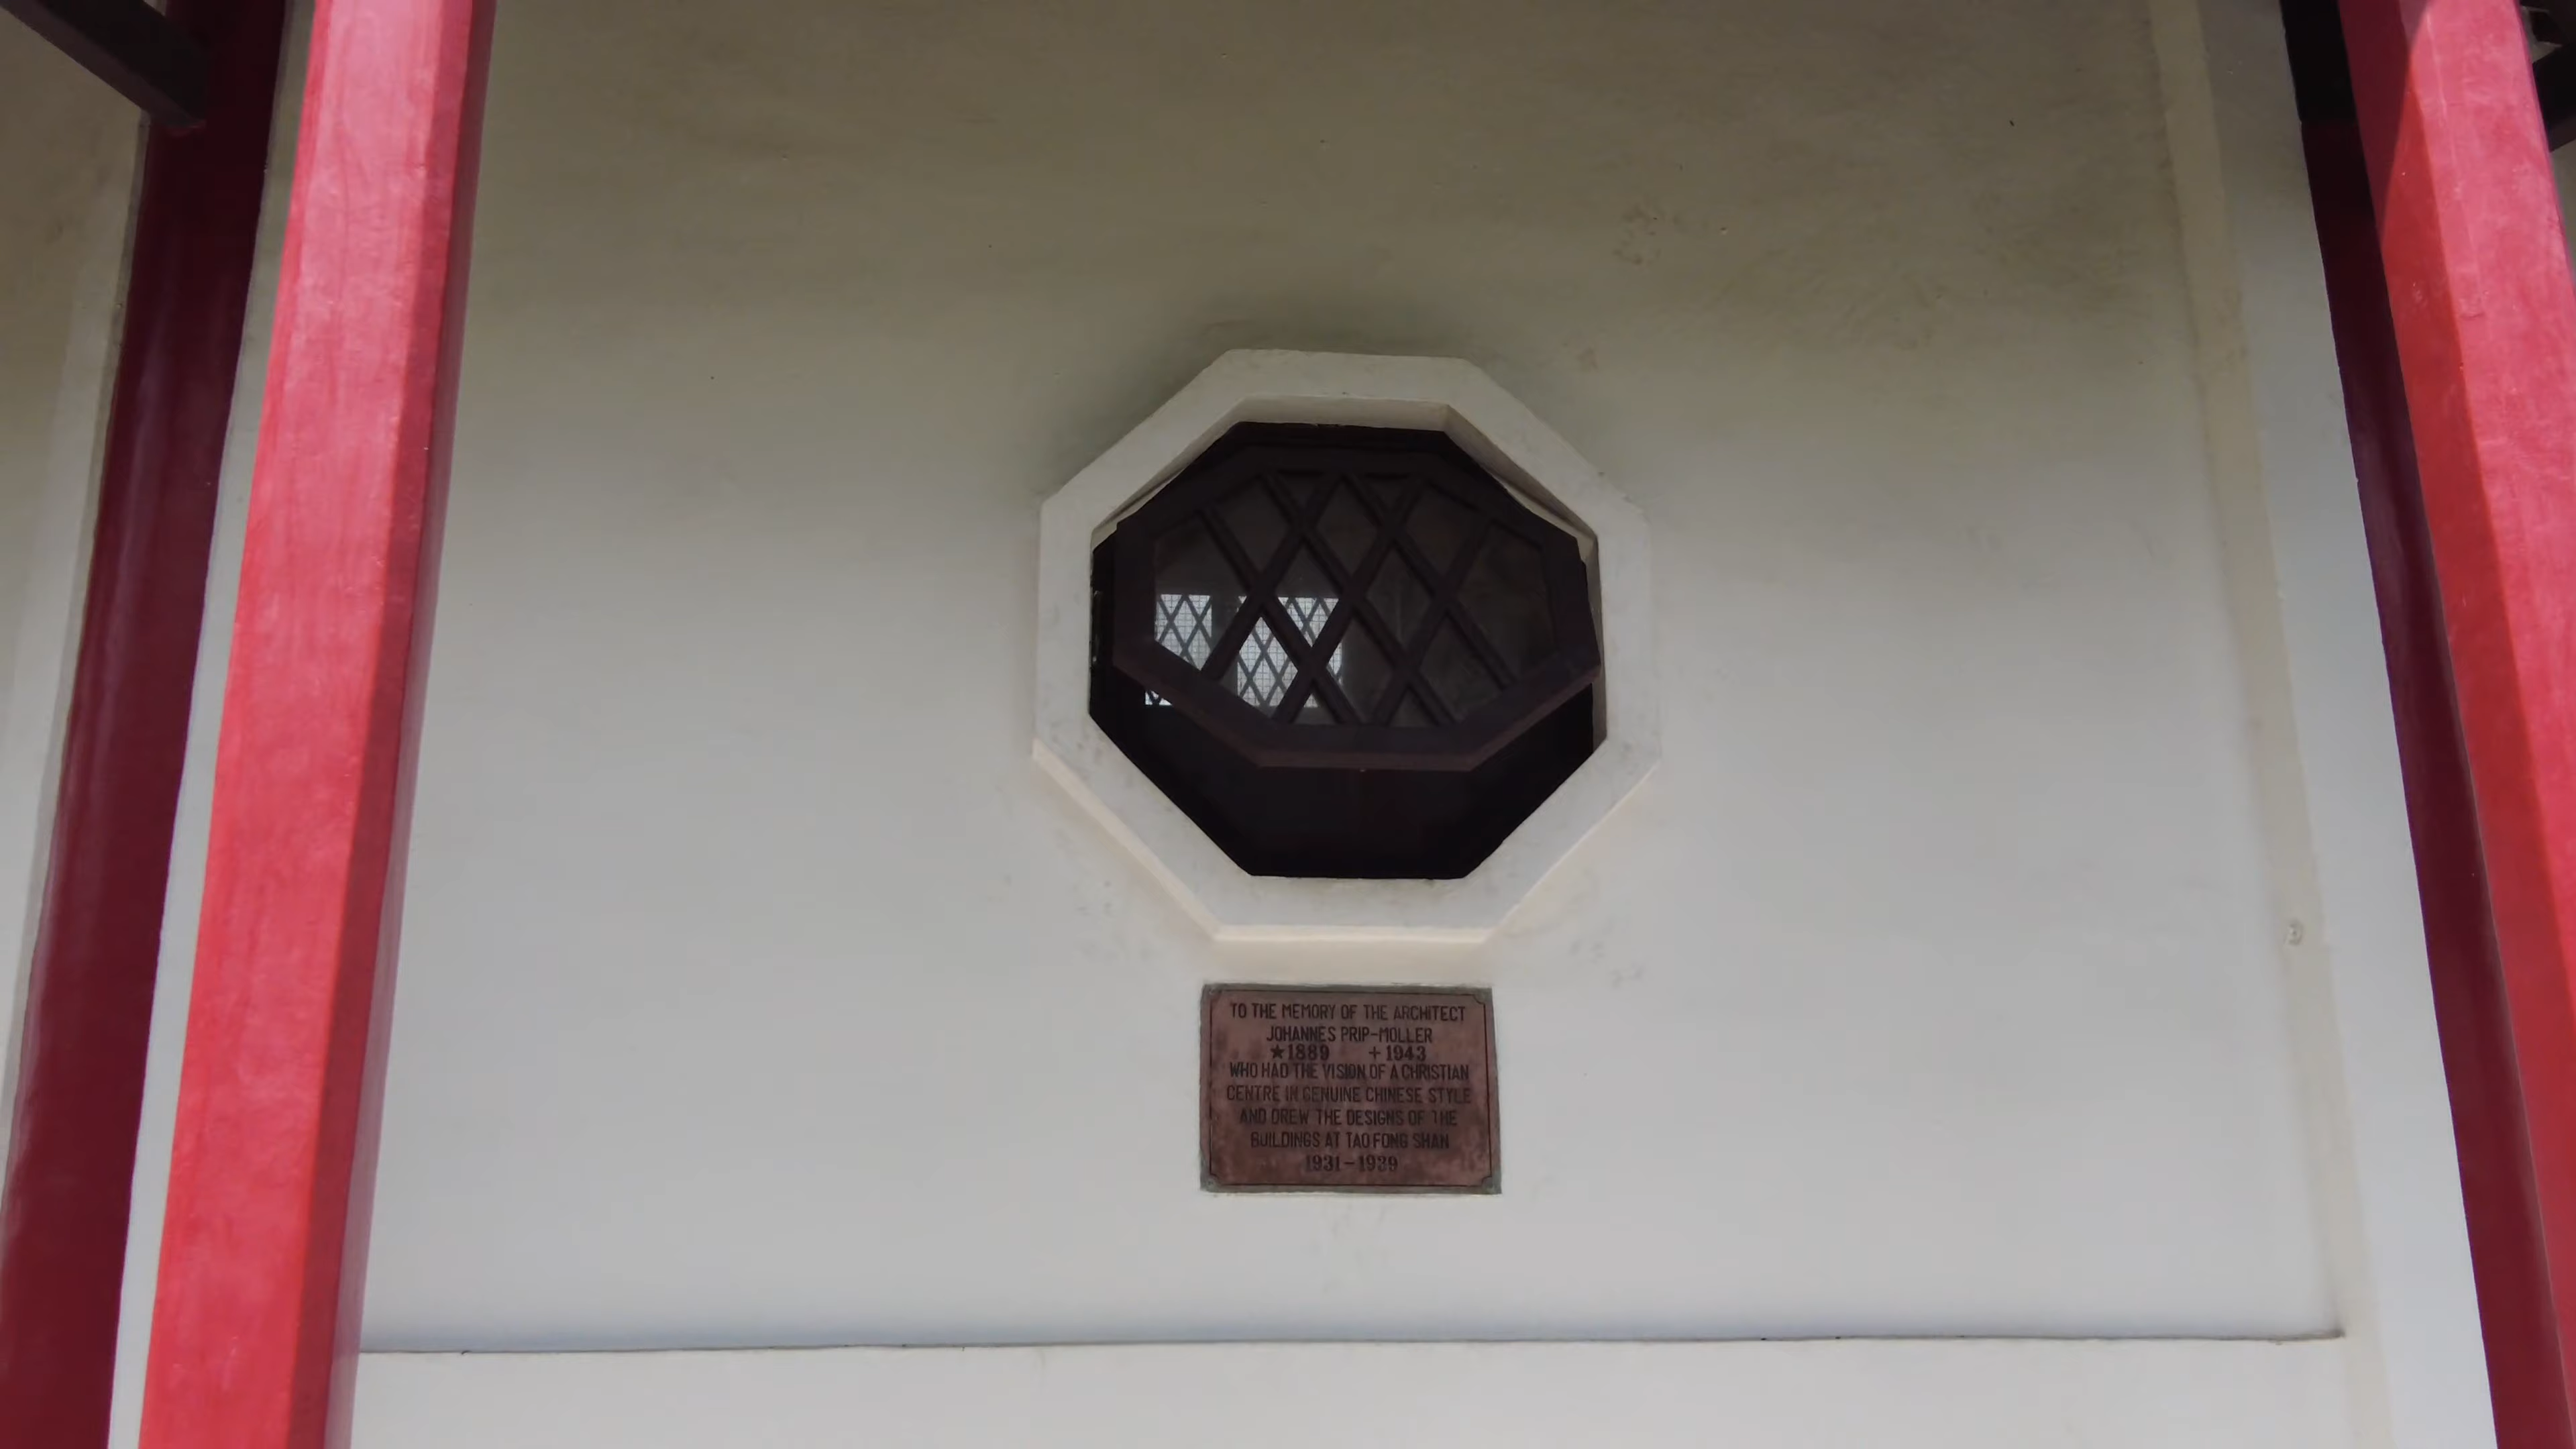 TO THE MEMORY OF THE ARCHITECT
JOHANNES PRIP-MOLLER
★1889 +1943
WHO HAD THE VISION OF A CHRISTIAN
CENTRE IN GENUINE CHINESE STYLE
AND DREW THE DESIGNS OF THE
BUILDINGS AT TAO FONG SHAN
1931-1939